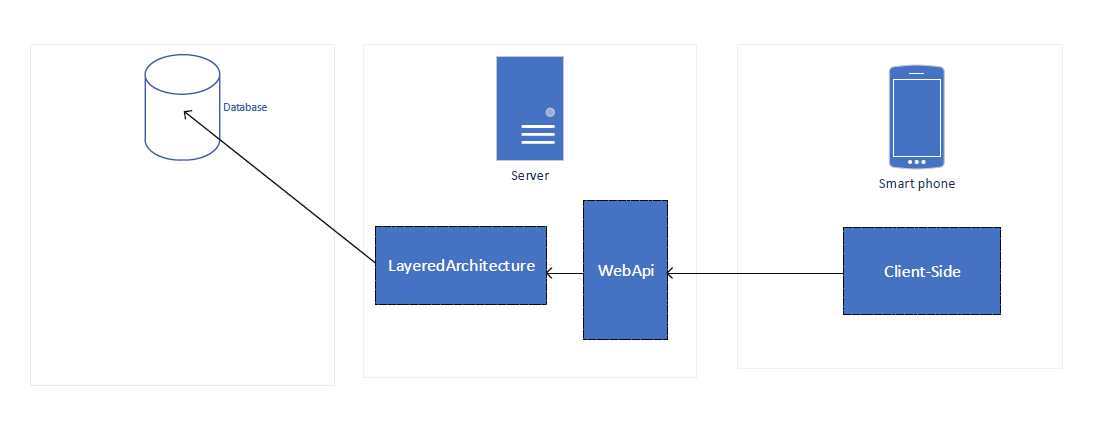 Database
Server
Smart phone
LayeredArchitecture
WebApi
Client-Side